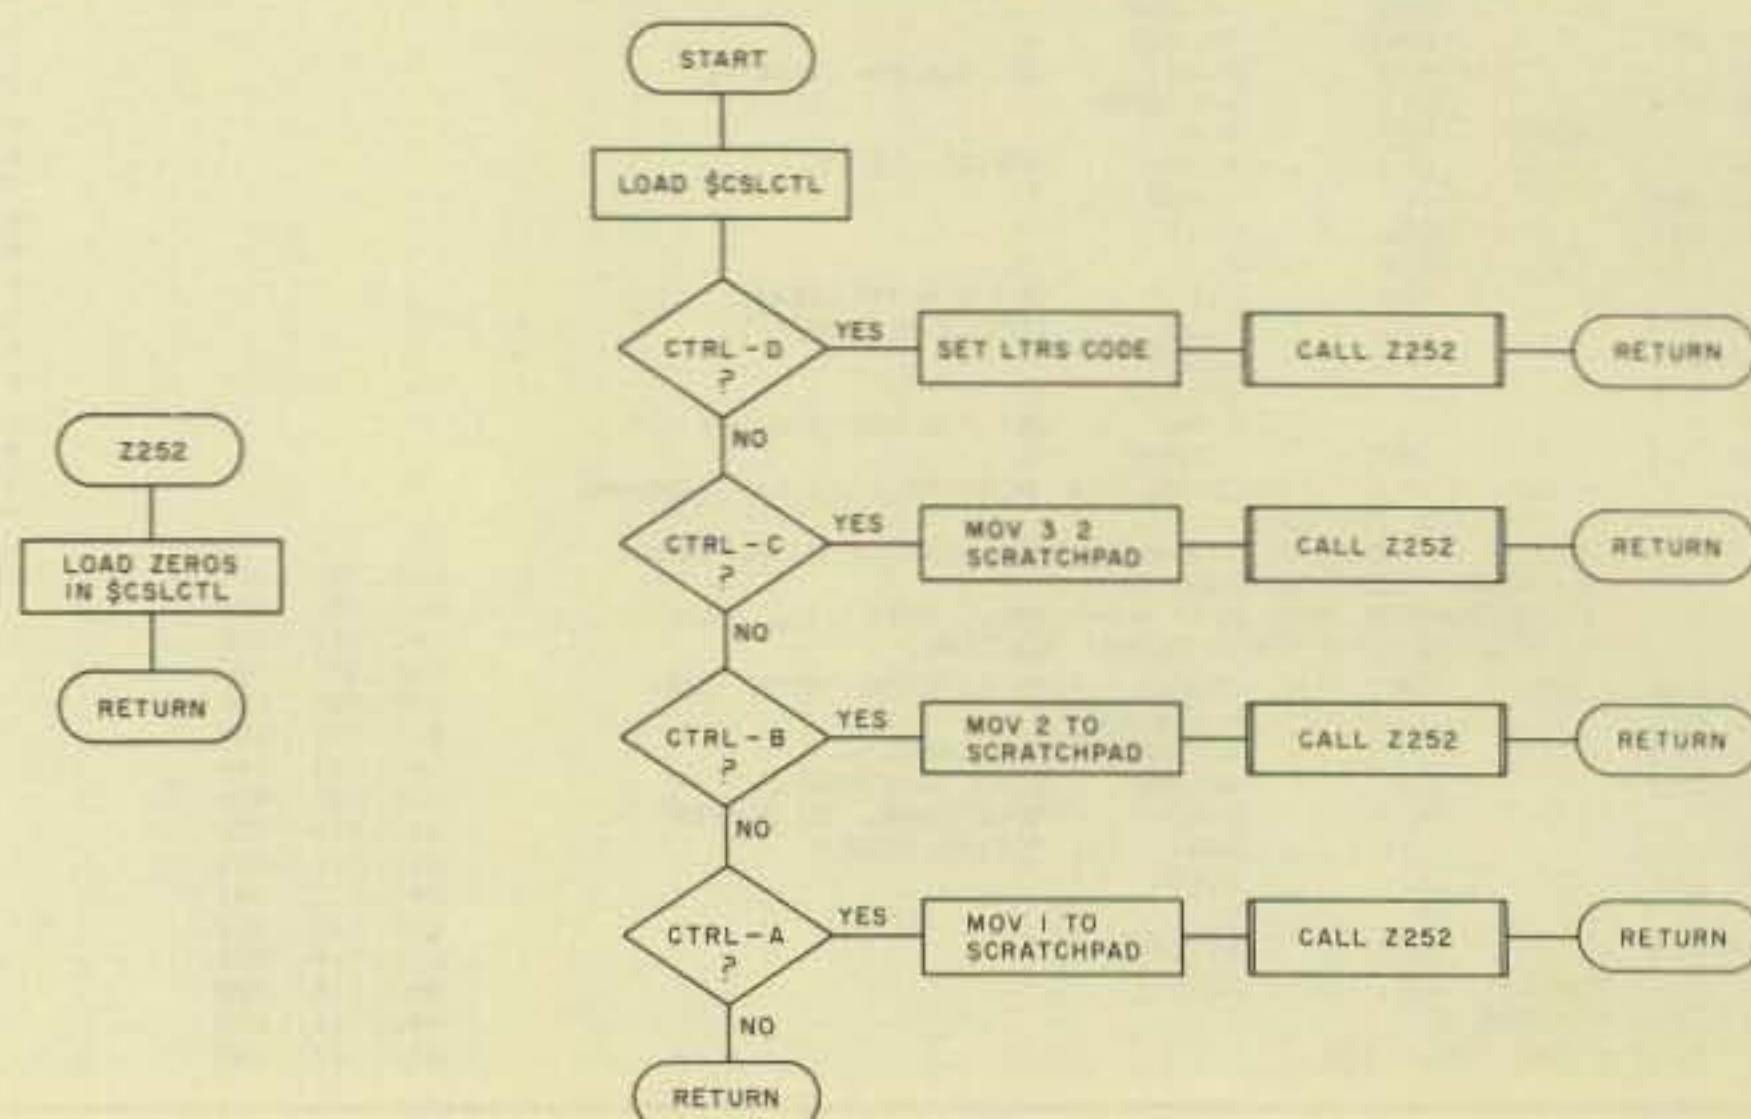 START
LOAD $CSLCTL
CTRL-D
?
YES
SET LTRS CODE
CALL Z252
RETURN
NO
Z252
LOAD ZEROS
IN $CSLCTL
RETURN
CTRL-C
?
YES
MOV 3 2
SCRATCHPAD
CALL Z252
RETURN
NO
CTRL-B
?
YES
MOV 2 TO
SCRATCHPAD
CALL Z252
RETURN
NO
CTRL-A
?
YES
MOV 1 TO
SCRATCHPAD
CALL Z252
RETURN
NO
RETURN